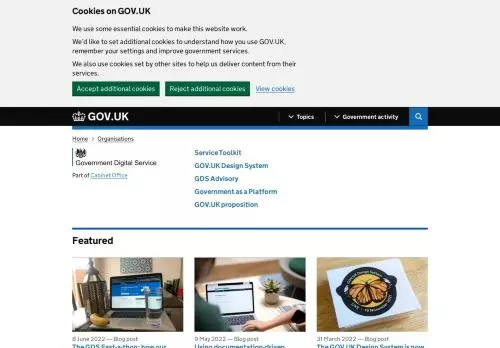 Cookies on GOV.UK
We use some essential cookies to make this website work.
We'd like to set additional cookies to understand how you use GOV.UK,
remember your settings and improve government services.
We also use cookies set by other sites to help us deliver content from their
services.
Accept additional cookies Reject additional cookies View cookies
GOV.UK Topics Government activity
Home > Organisations
Government Digital Service
Part of Cabinet Office
Service Toolkit
GOV.UK Design System
GDS Advisory
Government as a Platform
GOV.UK proposition
Featured
8 June 2022 — Blog post
The GDS Fast-a-thon: how our
9 May 2022 — Blog post
Using documentation-driven
31 March 2022 — Blog post
The GOV.UK Design System is now